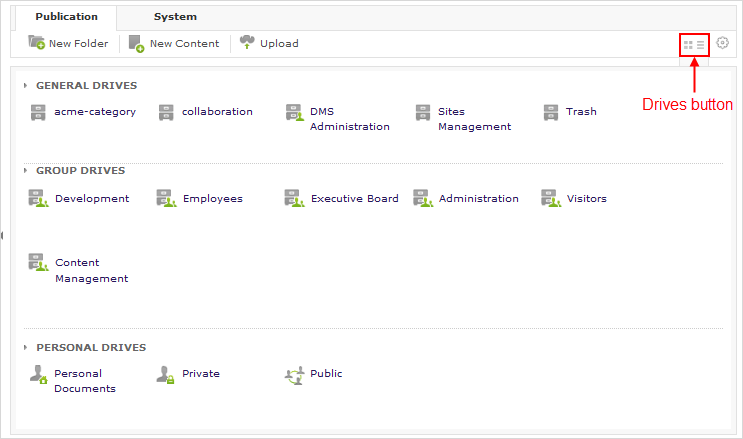 Publication System
New Folder New Content Upload
Drives button
GENERAL DRIVES
acme-category collaboration DMS Administration Sites Management Trash
GROUP DRIVES
Development Employees Executive Board Administration Visitors
Content Management
PERSONAL DRIVES
Personal Documents Private Public